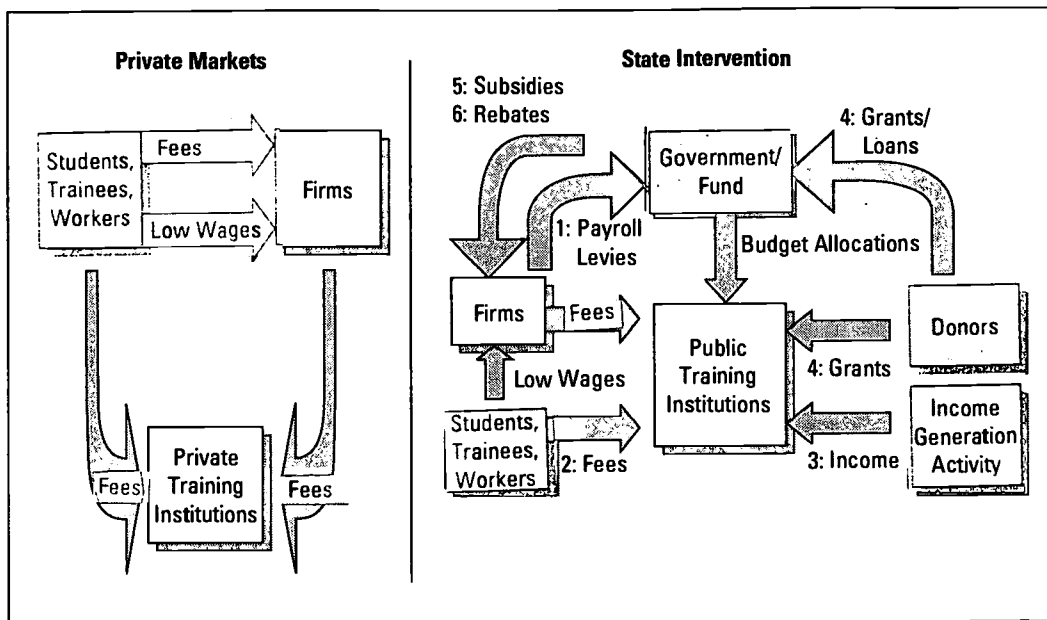 Private Markets
Students,
Trainees,
Workers
Fees
Low Wages
Firms
Fees
Private
Training
Institutions
Fees
State Intervention
5: Subsidies
6: Rebates
Government/
Fund
4: Grants/
Loans
1: Payroll
Levies
Budget Allocations
Firms
Fees
Public
Training
Institutions
Donors
4: Grants
Low Wages
Students,
Trainees,
Workers
2: Fees
3: Income
Income
Generation
Activity